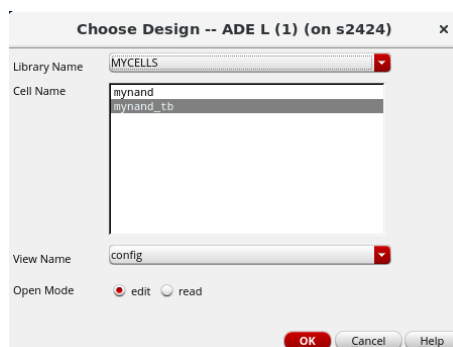 Choose Design -- ADE L (1) (on s2424) ×
Library Name MYCELLS
Cell Name
mynand
mynand_tb
View Name config
Open Mode edit read
OK Cancel Help